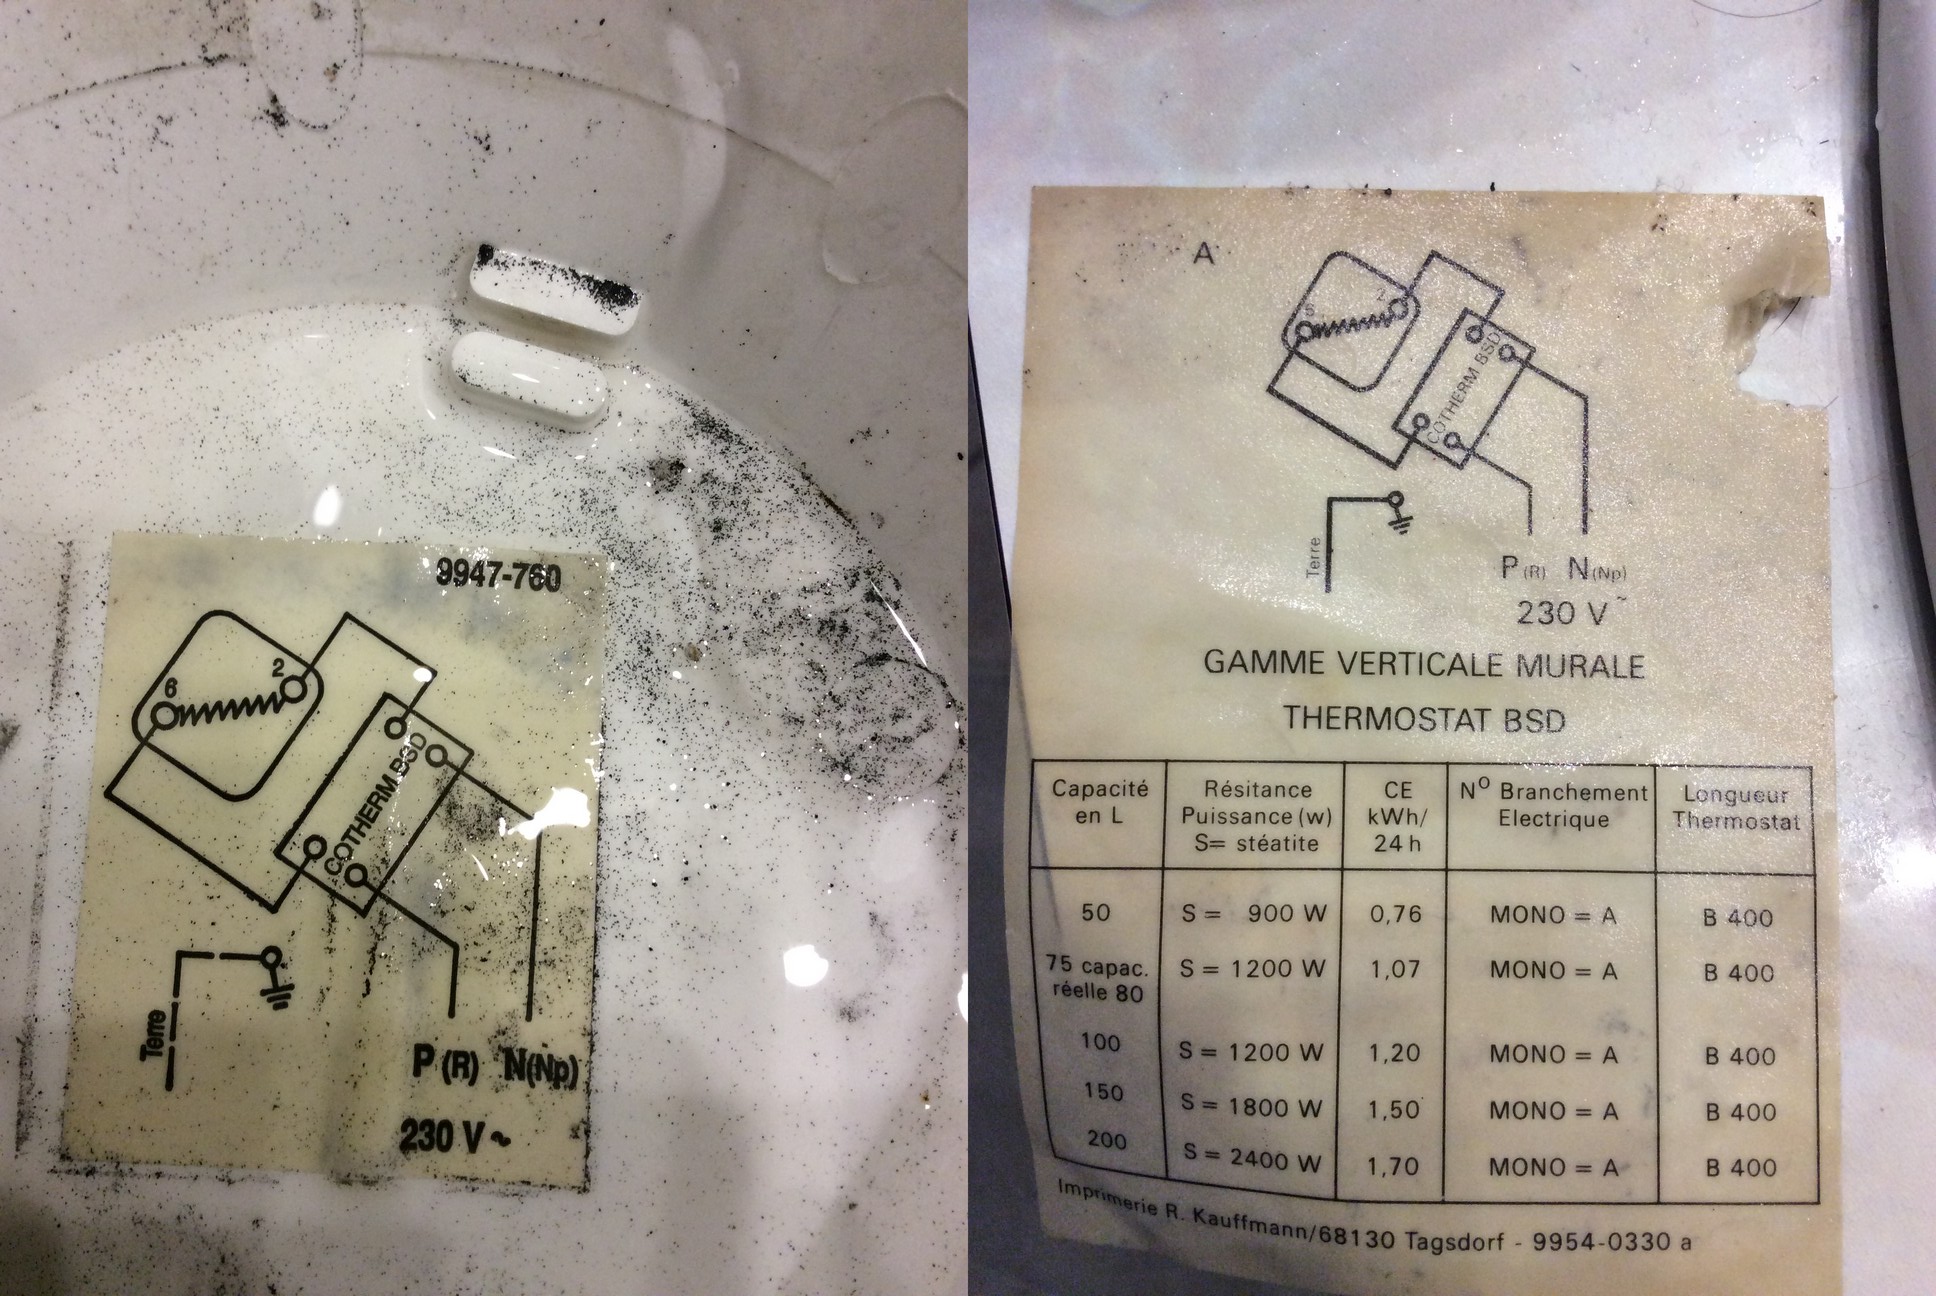 9947-760
2
6
COTHERM BSD
Terre
P (R) N(Np)
230 V ~
A
COTHERM BSD
Terre
P (R) N (Np)
230 V ~
GAMME VERTICALE MURALE
THERMOSTAT BSD
Capacité en L
Résitance Puissance (w) S= stéatite
CE kWh/ 24 h
Nº Branchement Electrique
Longueur Thermostat
50 S = 900 W 0,76 MONO = A B 400
75 capac. réelle 80 S = 1200 W 1,07 MONO = A B 400
100 S = 1200 W 1,20 MONO = A B 400
150 S = 1800 W 1,50 MONO = A B 400
200 S = 2400 W 1,70 MONO = A B 400
Imprimerie R. Kauffmann/68130 Tagsdorf - 9954-0330 a